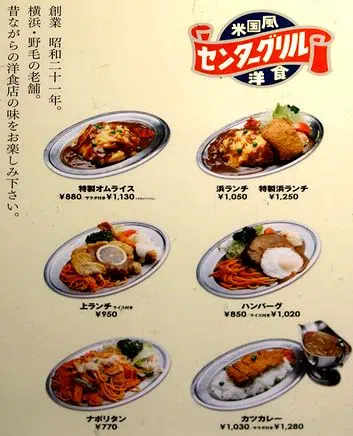 創業 昭和二十一年。
横浜・野毛の老舗。
昔ながらの洋食店の味をお楽しみ下さい。
米国風
センターグリル
洋食
特製オムライス
¥880 サラダ付き¥1,130
浜ランチ 特製浜ランチ
¥1,050 ¥1,250
上ランチ ライス付き
¥950
ハンバーグ
¥850 ライス付き¥1,020
ナポリタン
¥770
カツカレー
¥1,030 サラダ付き¥1,280